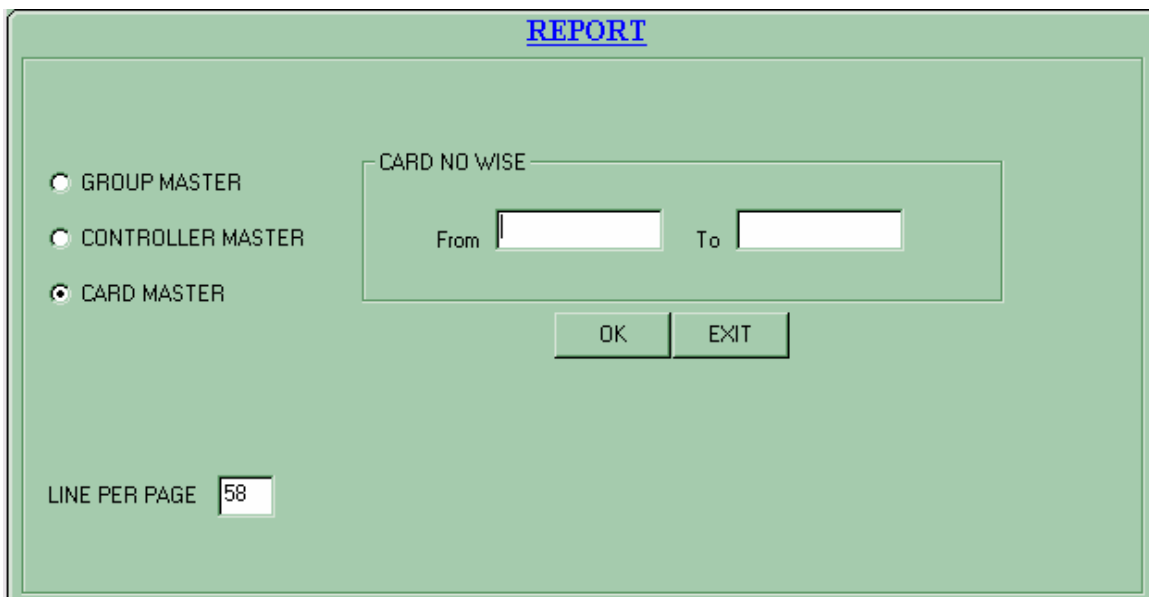 REPORT
GROUP MASTER
CONTROLLER MASTER
CARD MASTER
CARD NO WISE
From To
OK EXIT
LINE PER PAGE 58